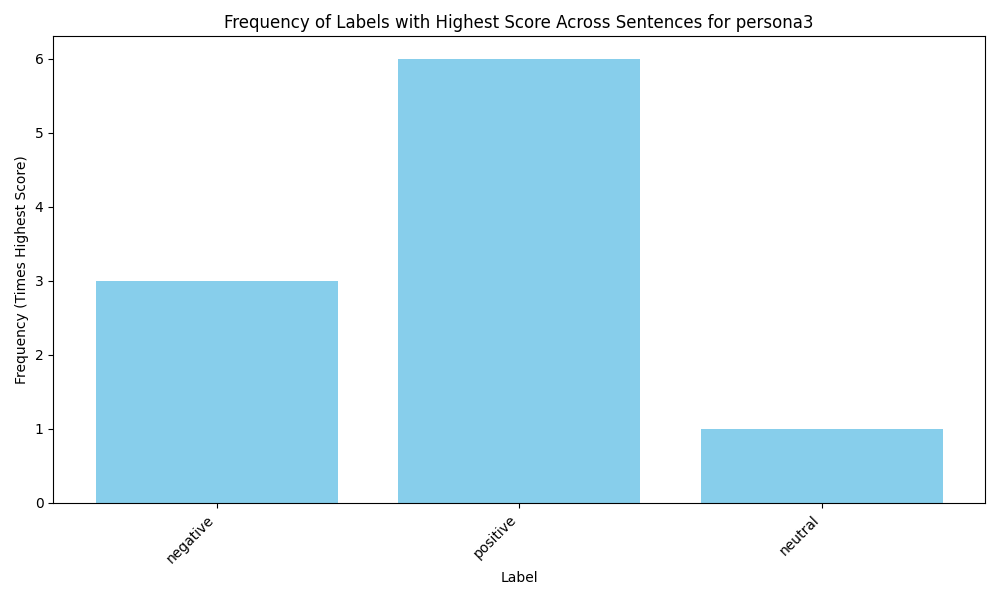 Frequency of Labels with Highest Score Across Sentences for persona3
Frequency (Times Highest Score)
6
5
4
3
2
1
0
negative
positive
neutral
Label